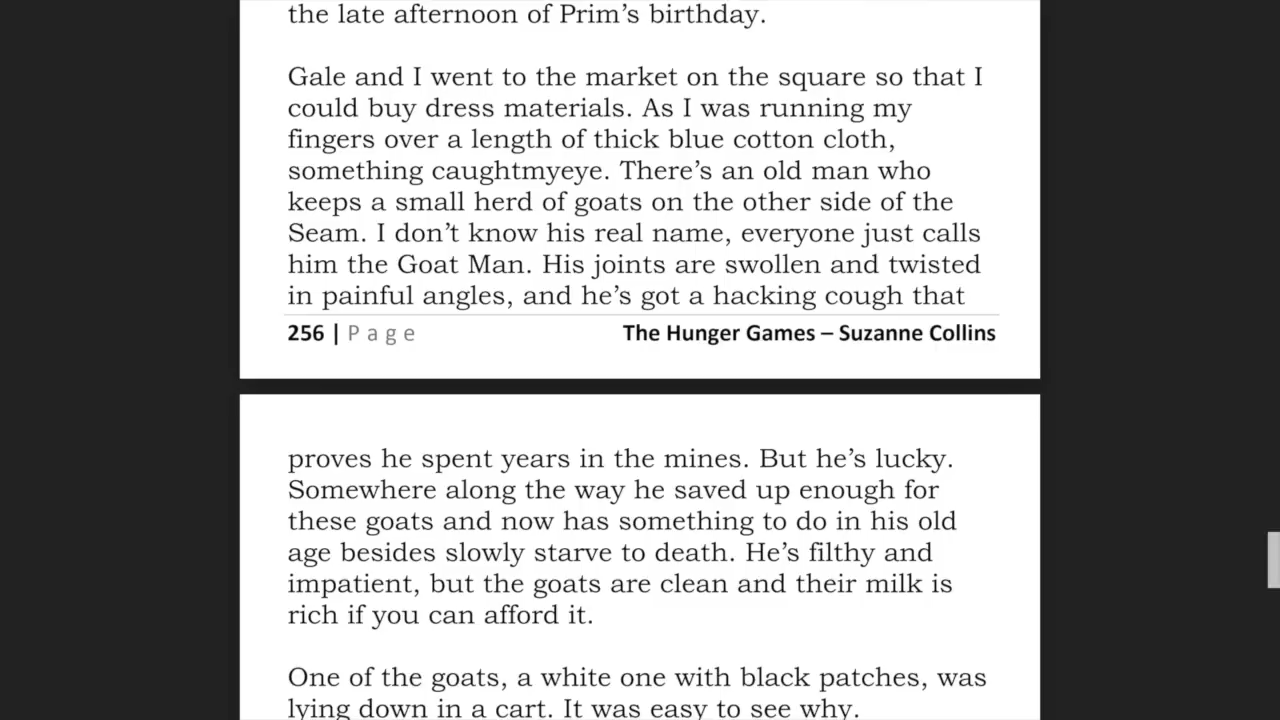 the late afternoon of Prim’s birthday.
Gale and I went to the market on the square so that I
could buy dress materials. As I was running my
fingers over a length of thick blue cotton cloth,
something caughtmyeye. There’s an old man who
keeps a small herd of goats on the other side of the
Seam. I don’t know his real name, everyone just calls
him the Goat Man. His joints are swollen and twisted
in painful angles, and he’s got a hacking cough that
256 | Page The Hunger Games – Suzanne Collins
proves he spent years in the mines. But he’s lucky.
Somewhere along the way he saved up enough for
these goats and now has something to do in his old
age besides slowly starve to death. He’s filthy and
impatient, but the goats are clean and their milk is
rich if you can afford it.
One of the goats, a white one with black patches, was
lying down in a cart. It was easy to see why.